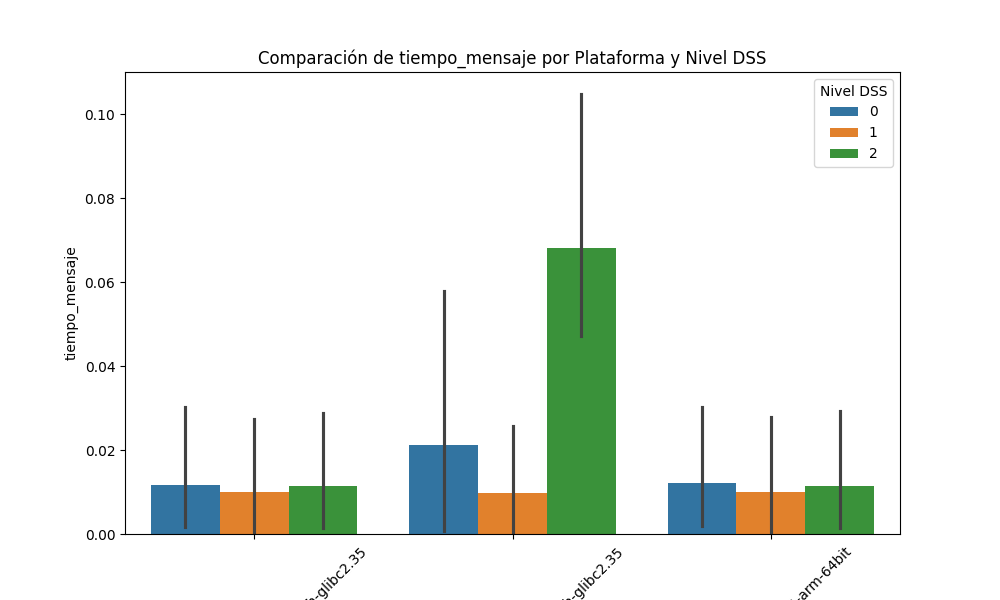 Comparación de tiempo_mensaje por Plataforma y Nivel DSS
Nivel DSS
0
1
2
tiempo_mensaje
0.10
0.08
0.06
0.04
0.02
0.00
-glibc2.35
-glibc2.35
-arm-64bit